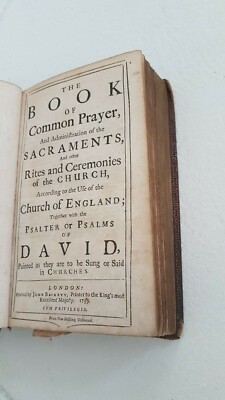 THE
BOOK
OF
Common Prayer,
And Administration of the
SACRAMENTS,
And other
Rites and Ceremonies
of the CHURCH,
According to the Use of the
Church of ENGLAND;
Together with the
PSALTER or PSALMS
OF
DAVID,
Pointed as they are to be Sung or Said
in CHURCHES.
LONDON:
Printed by JOHN BASKETT, Printer to the King's most
Excellent Majesty.
CUM PRIVILEGIO.